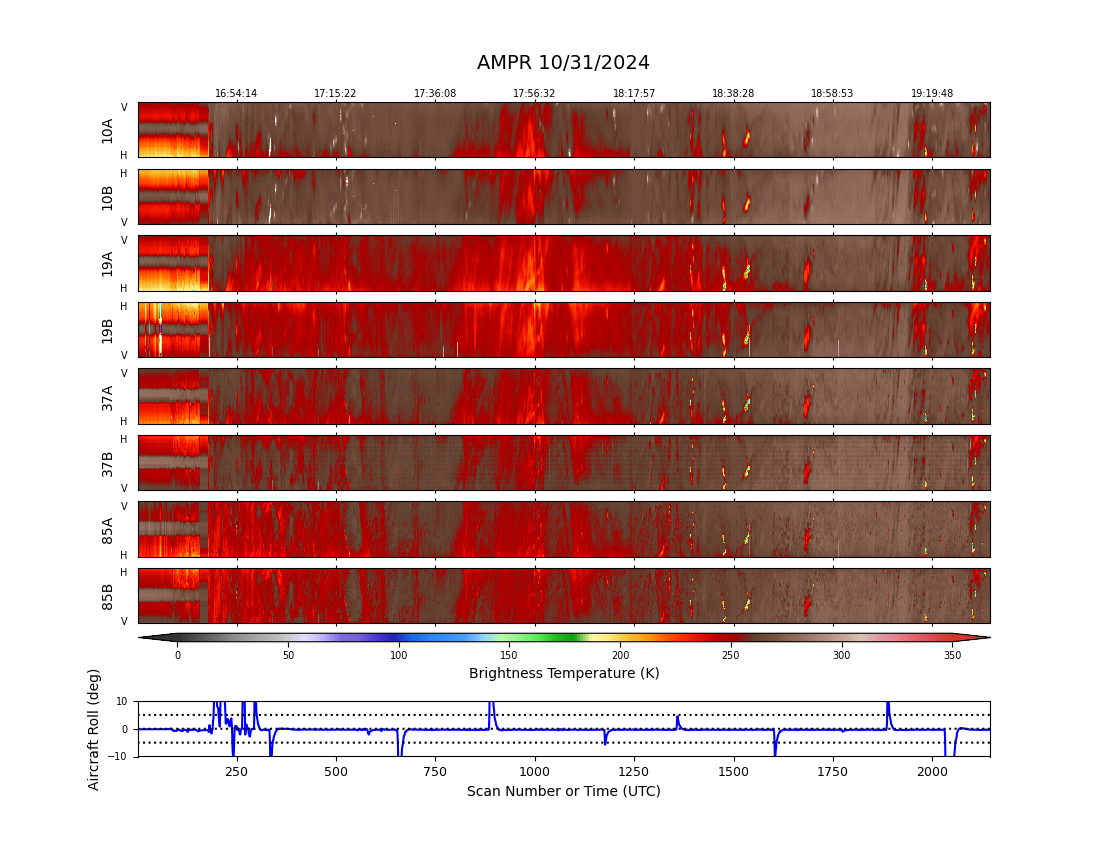 AMPR 10/31/2024
16:54:14 17:15:22 17:36:08 17:56:32 18:17:57 18:38:28 18:58:53 19:19:48
V
10A
H
H
10B
V
V
19A
H
H
19B
V
V
37A
H
H
37B
V
V
85A
H
H
85B
V
0 50 100 150 200 250 300 350
Brightness Temperature (K)
Aircraft Roll (deg)
10
0
−10
250 500 750 1000 1250 1500 1750 2000
Scan Number or Time (UTC)